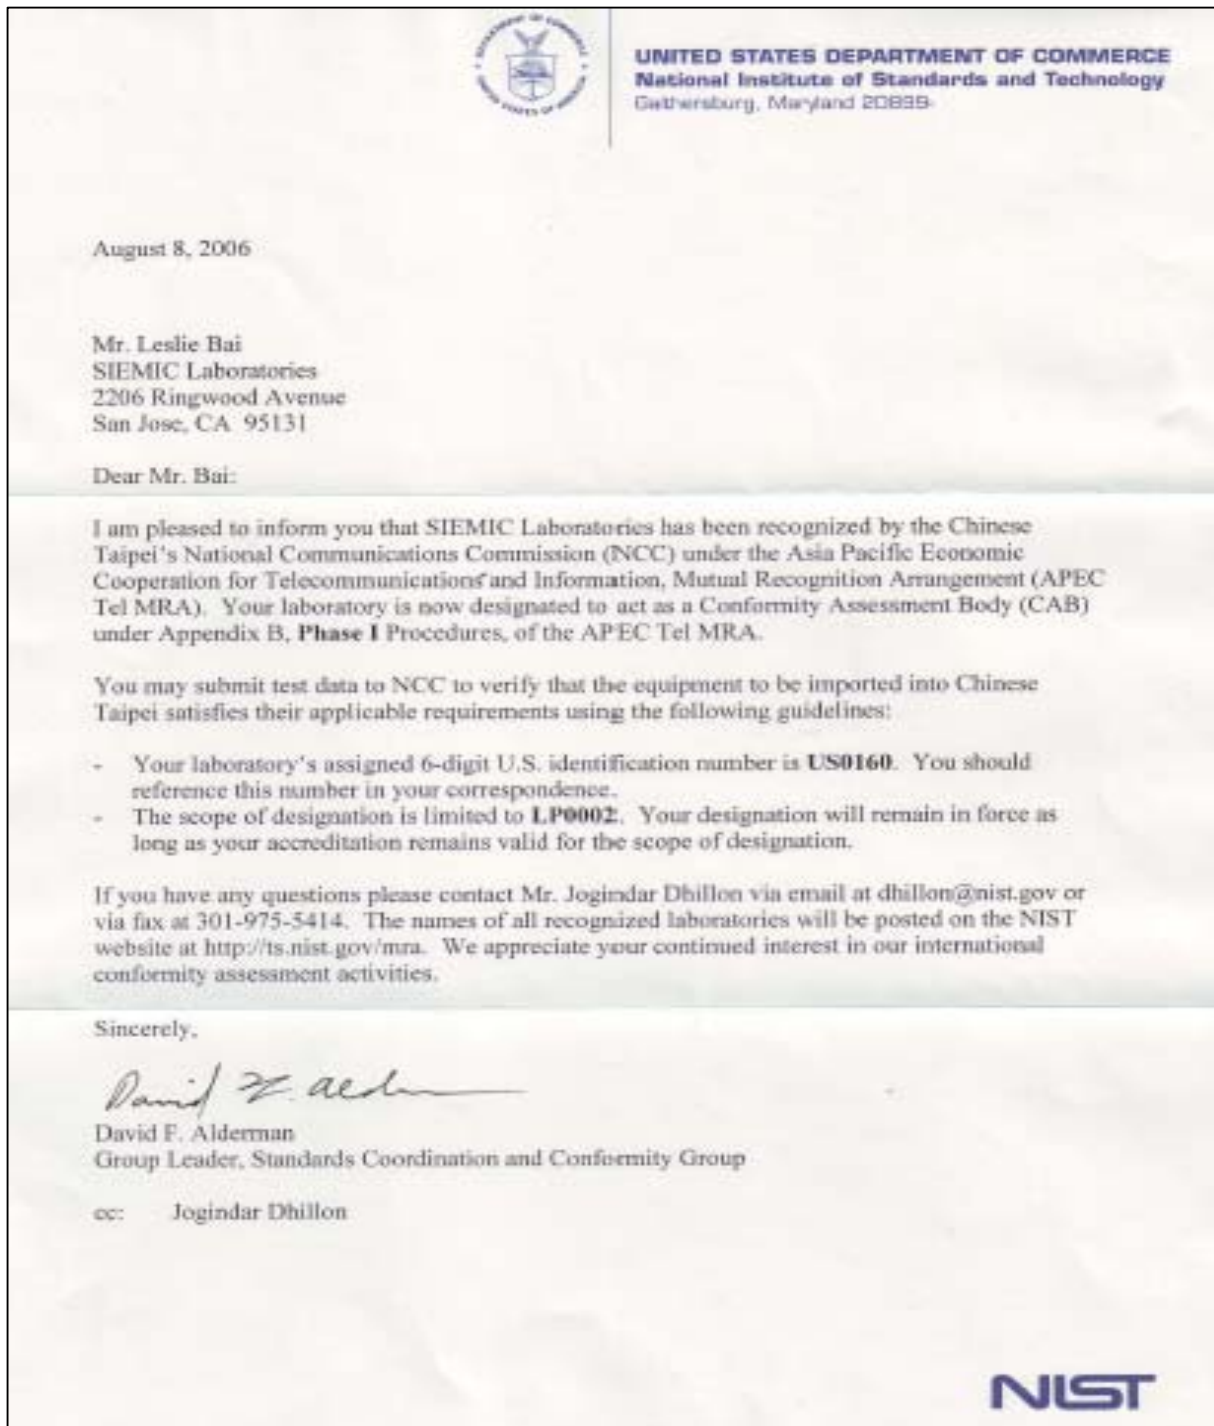 DEPARTMENT OF COMMERCE
UNITED STATES OF AMERICA
UNITED STATES DEPARTMENT OF COMMERCE
National Institute of Standards and Technology
Gaithersburg, Maryland 20899-
August 8, 2006
Mr. Leslie Bai
SIEMIC Laboratories
2206 Ringwood Avenue
San Jose, CA 95131
Dear Mr. Bai:
I am pleased to inform you that SIEMIC Laboratories has been recognized by the Chinese
Taipei's National Communications Commission (NCC) under the Asia Pacific Economic
Cooperation for Telecommunications and Information, Mutual Recognition Arrangement (APEC
Tel MRA). Your laboratory is now designated to act as a Conformity Assessment Body (CAB)
under Appendix B, Phase I Procedures, of the APEC Tel MRA.
You may submit test data to NCC to verify that the equipment to be imported into Chinese
Taipei satisfies their applicable requirements using the following guidelines:
- Your laboratory's assigned 6-digit U.S. identification number is US0160. You should
reference this number in your correspondence.
- The scope of designation is limited to LP0002. Your designation will remain in force as
long as your accreditation remains valid for the scope of designation.
If you have any questions please contact Mr. Jogindar Dhillon via email at dhillon@nist.gov or
via fax at 301-975-5414. The names of all recognized laboratories will be posted on the NIST
website at http://ts.nist.gov/mra. We appreciate your continued interest in our international
conformity assessment activities.
Sincerely,
David F. Alderman
Group Leader, Standards Coordination and Conformity Group
cc: Jogindar Dhillon
NIST